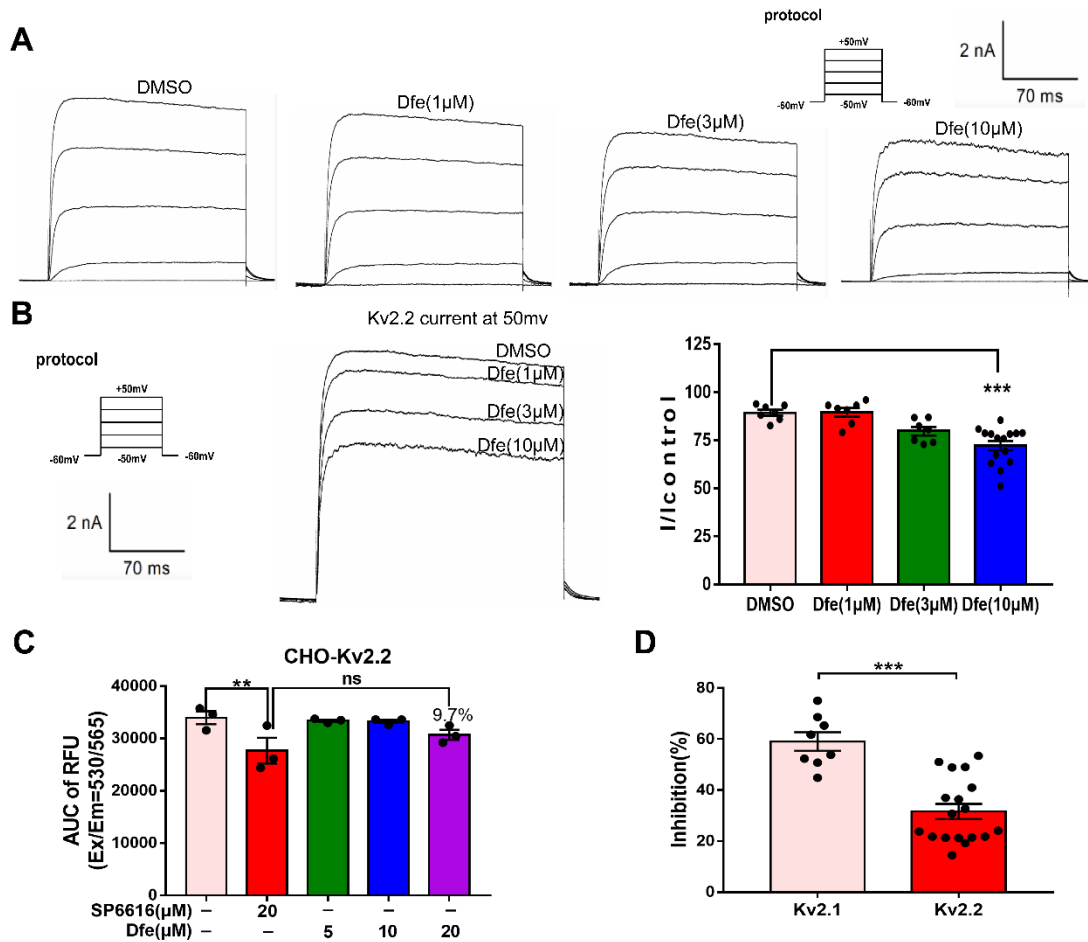 A
protocol
+50mV
-60mV
-50mV
-60mV
2 nA
70 ms
DMSO
Dfe(1μM)
Dfe(3μM)
Dfe(10μM)
B
protocol
+50mV
-60mV
-50mV
-60mV
2 nA
70 ms
Kv2.2 current at 50mv
DMSO
Dfe(1μM)
Dfe(3μM)
Dfe(10μM)
I/Icontrol
125
100
75
50
25
0
***
DMSO Dfe(1μM) Dfe(3μM) Dfe(10μM)
C
CHO-Kv2.2
AUC of RFU
(Ex/Em=530/565)
40000
30000
20000
10000
0
**
ns
9.7%
SP6616(μM) – 20 – – –
Dfe(μM) – – 5 10 20
D
Inhibition(%)
80
60
40
20
0
***
Kv2.1 Kv2.2